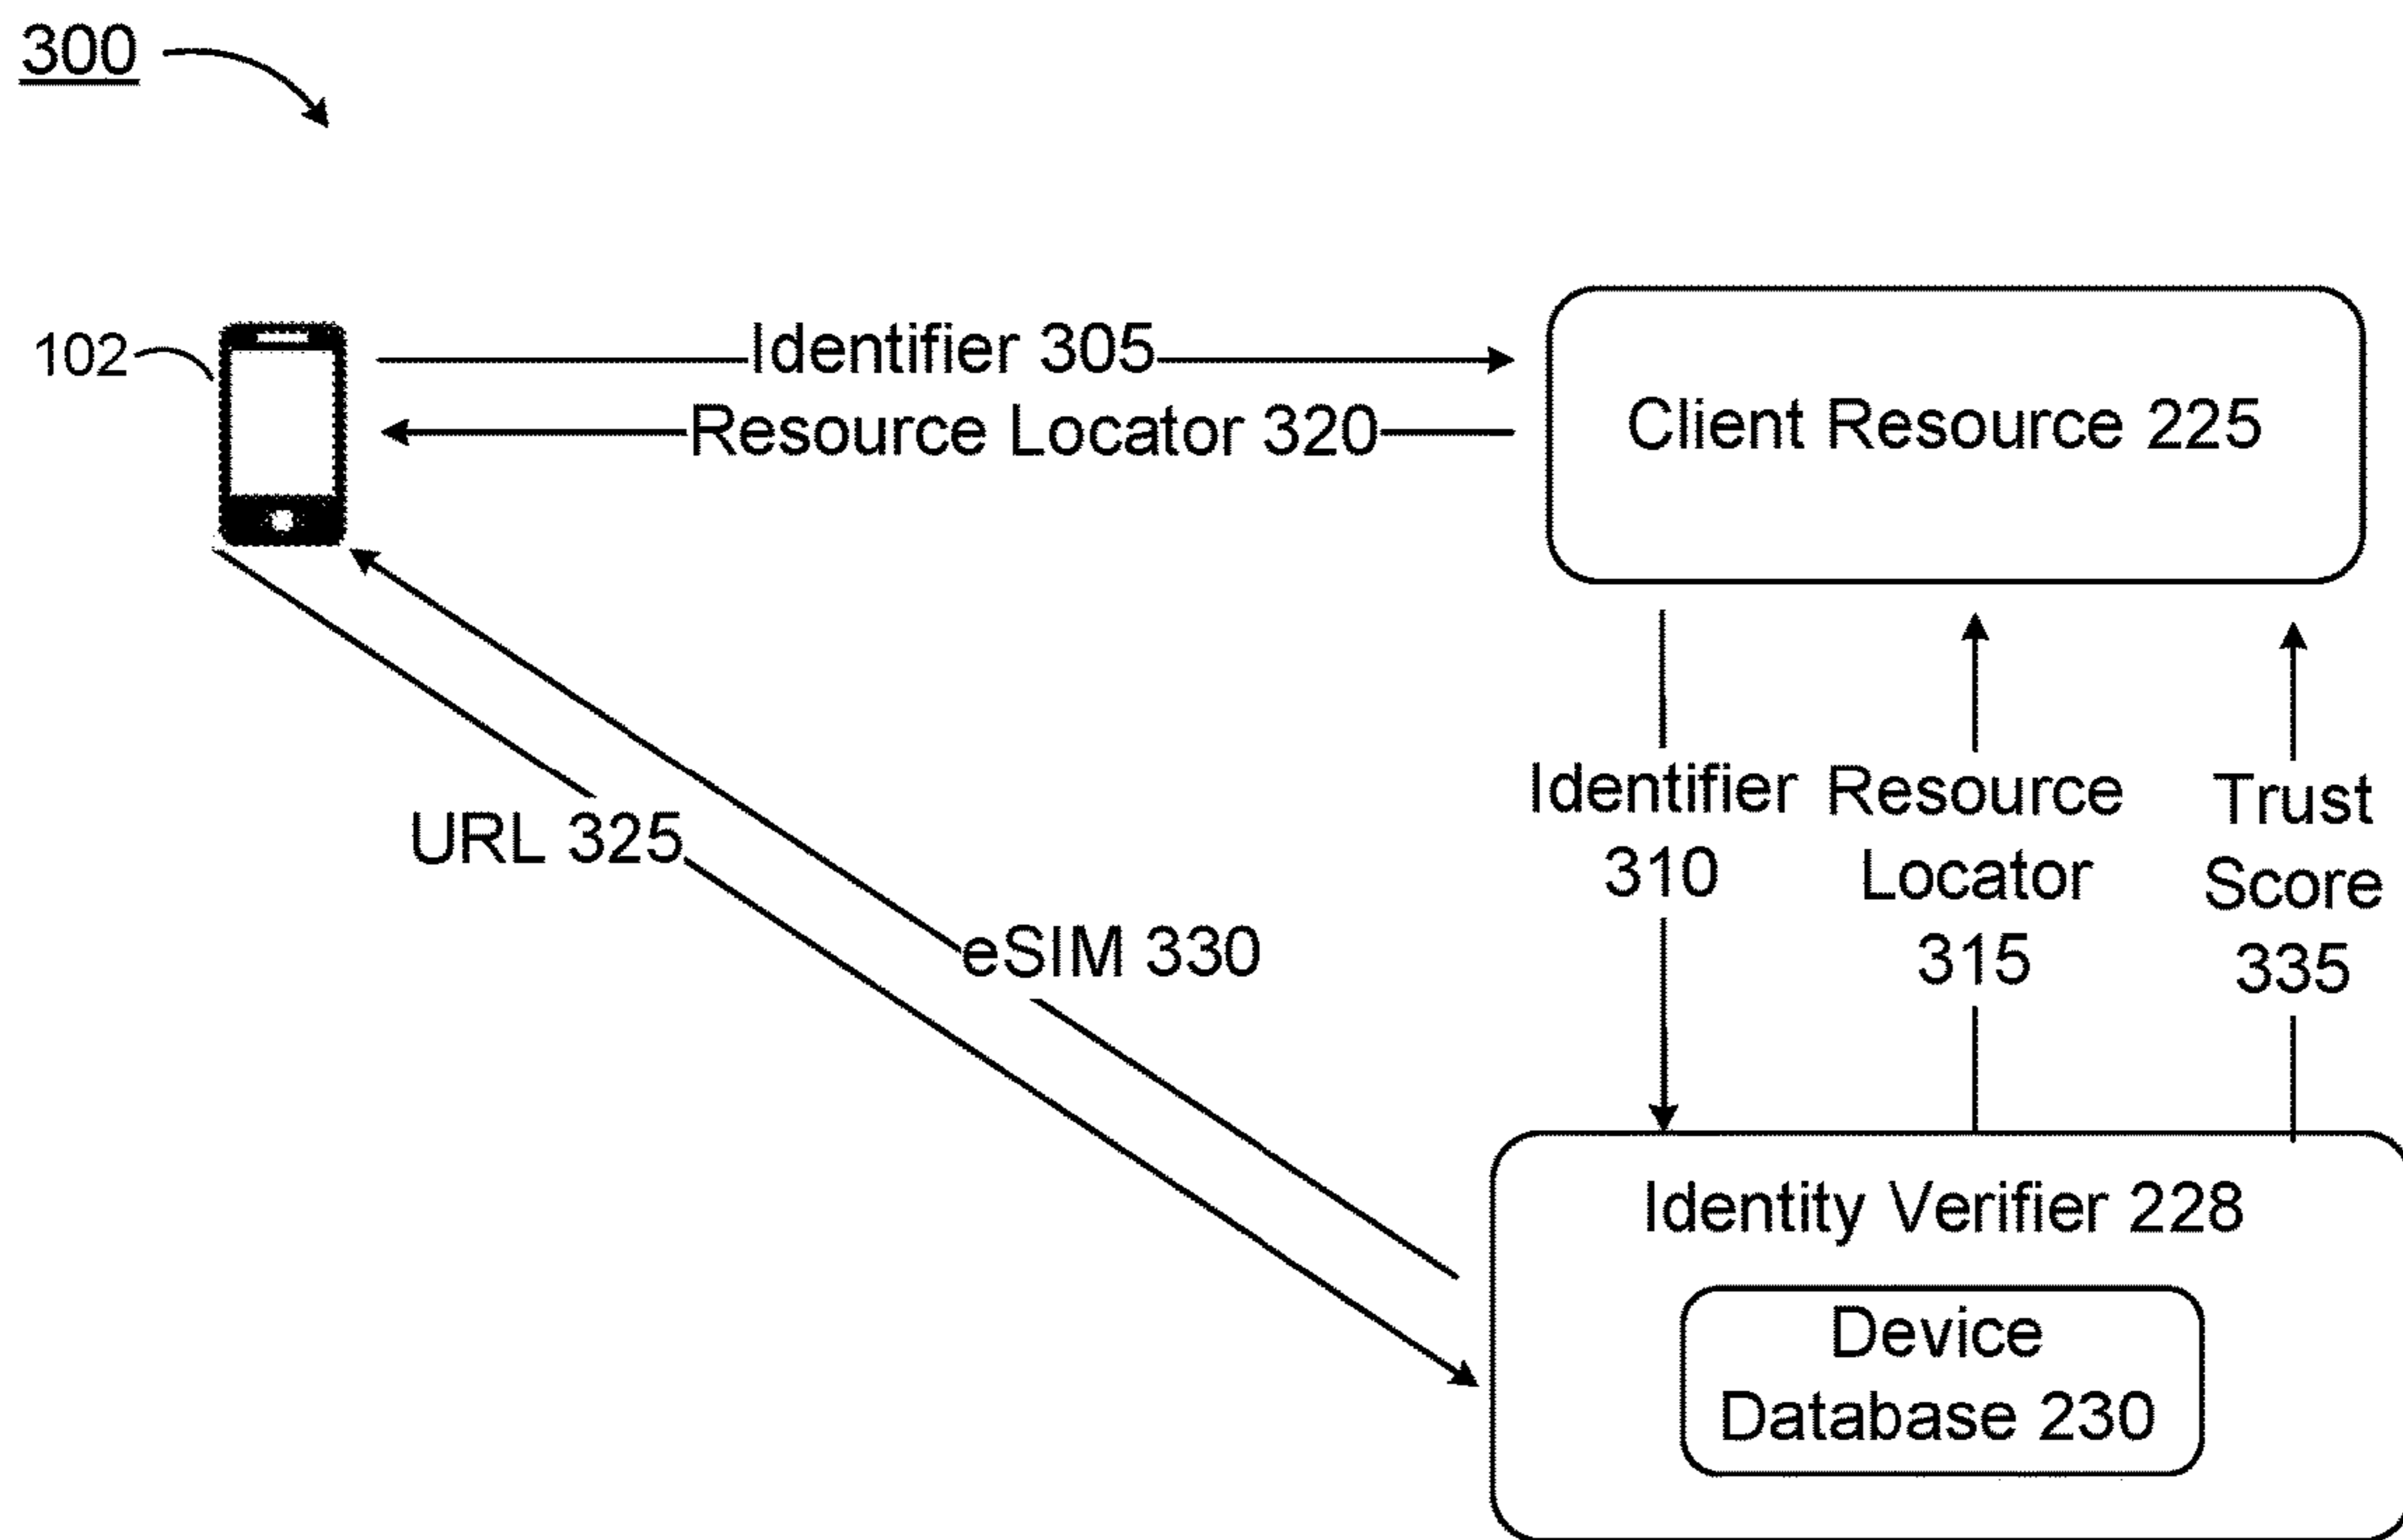 300
102
Identifier 305
Resource Locator 320
Client Resource 225
URL 325
eSIM 330
Identifier
310
Resource
Locator
315
Trust
Score
335
Identity Verifier 228
Device
Database 230